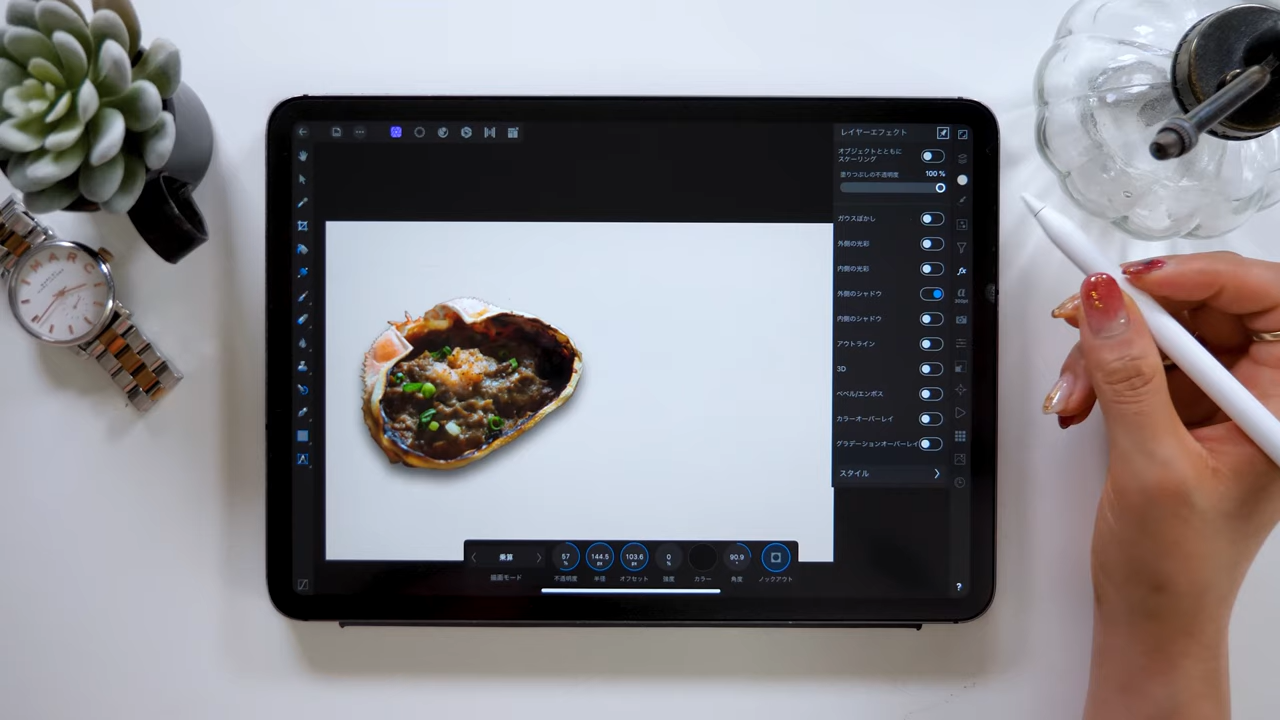 レイヤーエフェクト
オブジェクトとともに
スケーリング
塗りつぶしの不透明度 100 %
ガウスぼかし
外側の光彩
内側の光彩
外側のシャドウ
内側のシャドウ
アウトライン
3D
ベベル/エンボス
カラーオーバーレイ
グラデーションオーバーレイ
スタイル
fx
乗算
描画モード
57
%
不透明度
144.5
px
半径
103.6
px
オフセット
0
%
強度
カラー
90.9
°
角度
ノックアウト
?
MARC